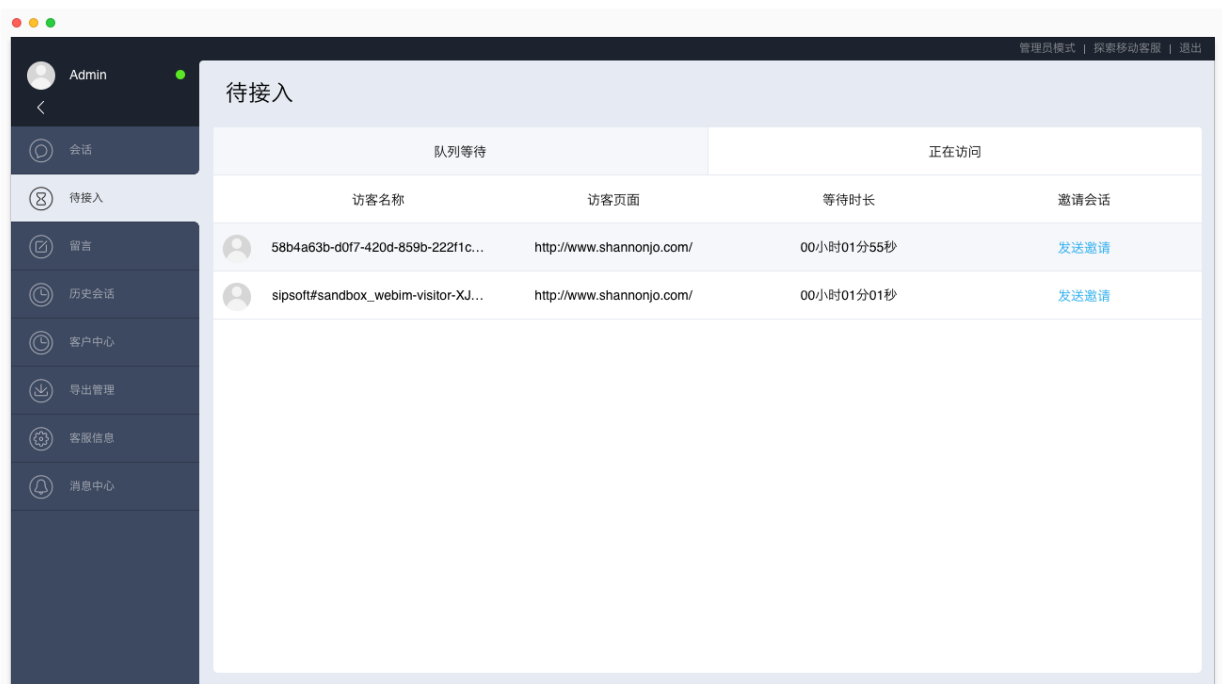 管理员模式 | 探索移动客服 | 退出
Admin
待接入
会话
待接入
留言
历史会话
客户中心
导出管理
客服信息
消息中心
队列等待 正在访问
访客名称 访客页面 等待时长 邀请会话
58b4a63b-d0f7-420d-859b-222f1c... http://www.shannonjo.com/ 00小时01分55秒 发送邀请
sipsoft#sandbox_webim-visitor-XJ... http://www.shannonjo.com/ 00小时01分01秒 发送邀请